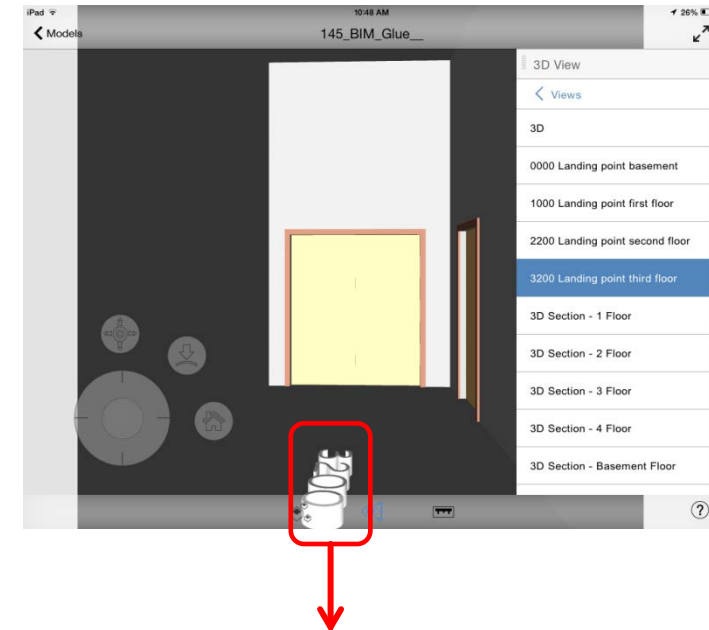 iPad 10:48 AM 26%
Models 145_BIM_Glue__
3D View
Views
3D
0000 Landing point basement
1000 Landing point first floor
2200 Landing point second floor
3200 Landing point third floor
3D Section - 1 Floor
3D Section - 2 Floor
3D Section - 3 Floor
3D Section - 4 Floor
3D Section - Basement Floor
?